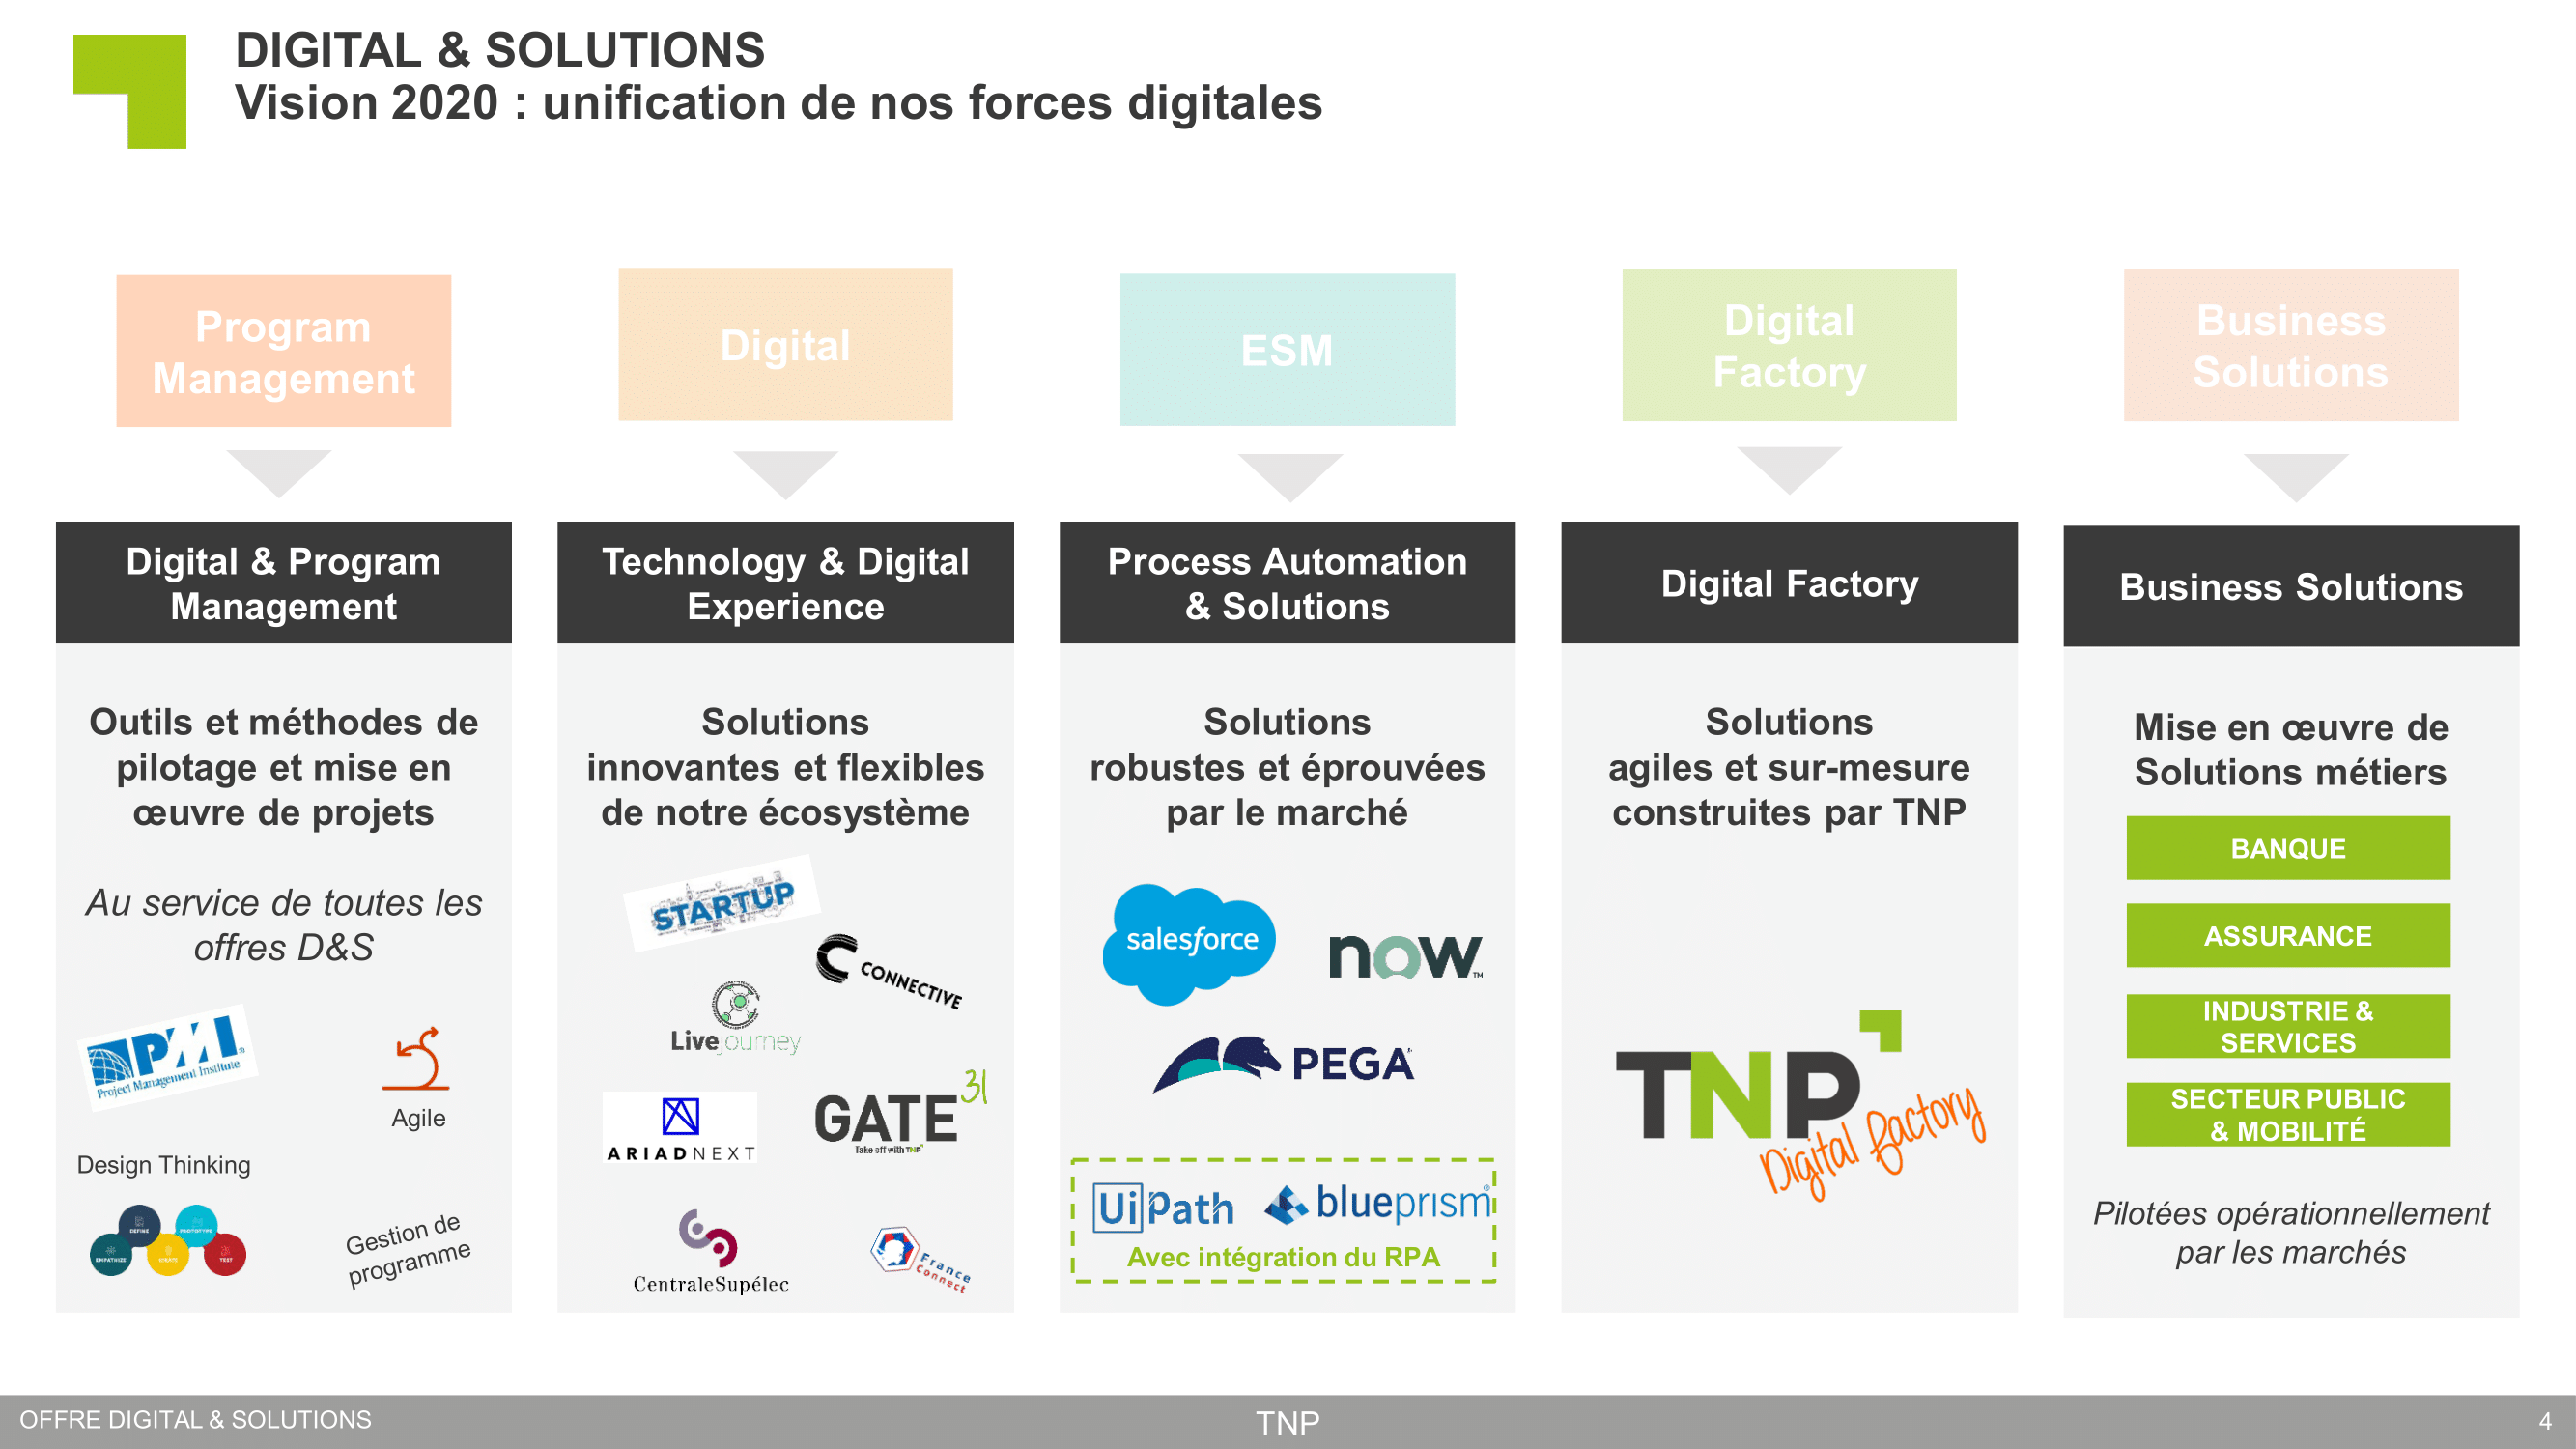 DIGITAL & SOLUTIONS
Vision 2020 : unification de nos forces digitales
Program
Management
Digital
ESM
Digital
Factory
Business
Solutions
Digital & Program
Management
Technology & Digital
Experience
Process Automation
& Solutions
Digital Factory
Business Solutions
Outils et méthodes de
pilotage et mise en
œuvre de projets
Au service de toutes les
offres D&S
PMI
Project Management Institute
Agile
Design Thinking
EMPATHIZE
DEFINE
IDEATE
PROTOTYPE
TEST
Gestion de
programme
Solutions
innovantes et flexibles
de notre écosystème
STARTUP
CONNECTIVE
Livejourney
ARIADNEXT
GATE 31
Take off with TNP
CentraleSupélec
France
Connect
Solutions
robustes et éprouvées
par le marché
salesforce
now™
PEGA
UiPath
blueprism®
Avec intégration du RPA
Solutions
agiles et sur-mesure
construites par TNP
TNP
Digital Factory
Mise en œuvre de
Solutions métiers
BANQUE
ASSURANCE
INDUSTRIE &
SERVICES
SECTEUR PUBLIC
& MOBILITÉ
Pilotées opérationnellement
par les marchés
OFFRE DIGITAL & SOLUTIONS
TNP
4